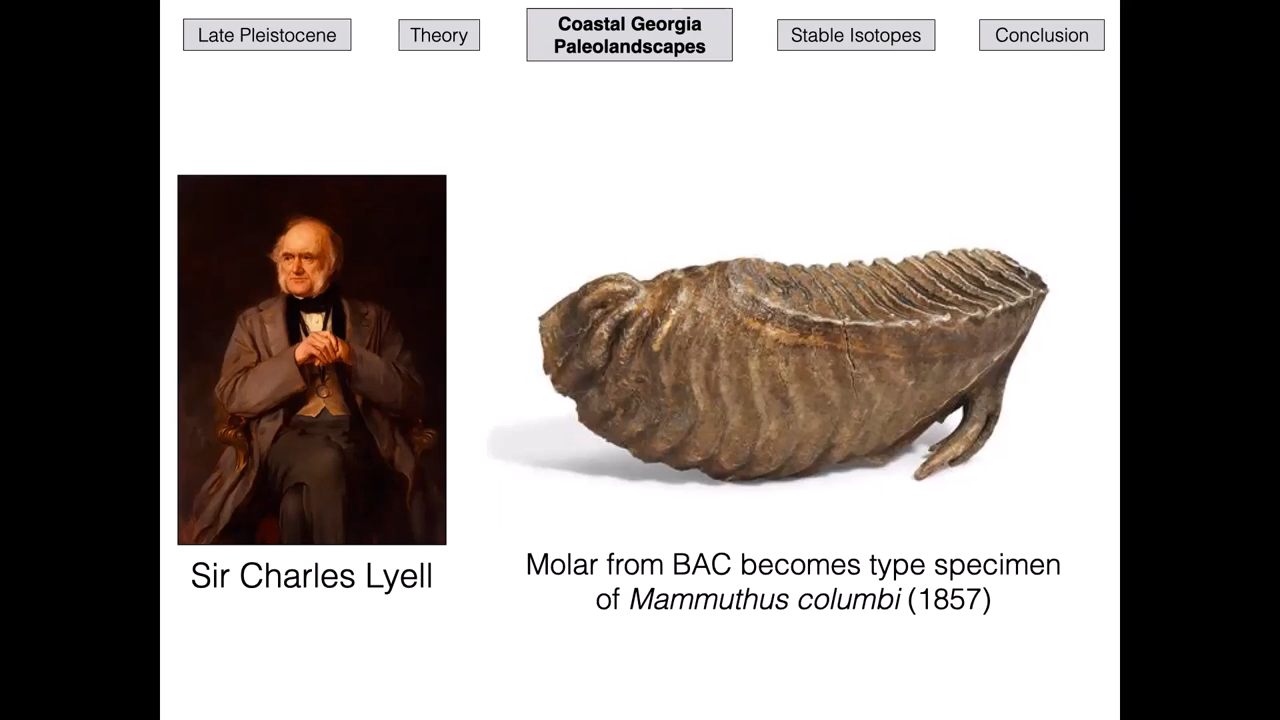 Late Pleistocene
Theory
Coastal Georgia
Paleolandscapes
Stable Isotopes
Conclusion
Sir Charles Lyell
Molar from BAC becomes type specimen
of Mammuthus columbi (1857)